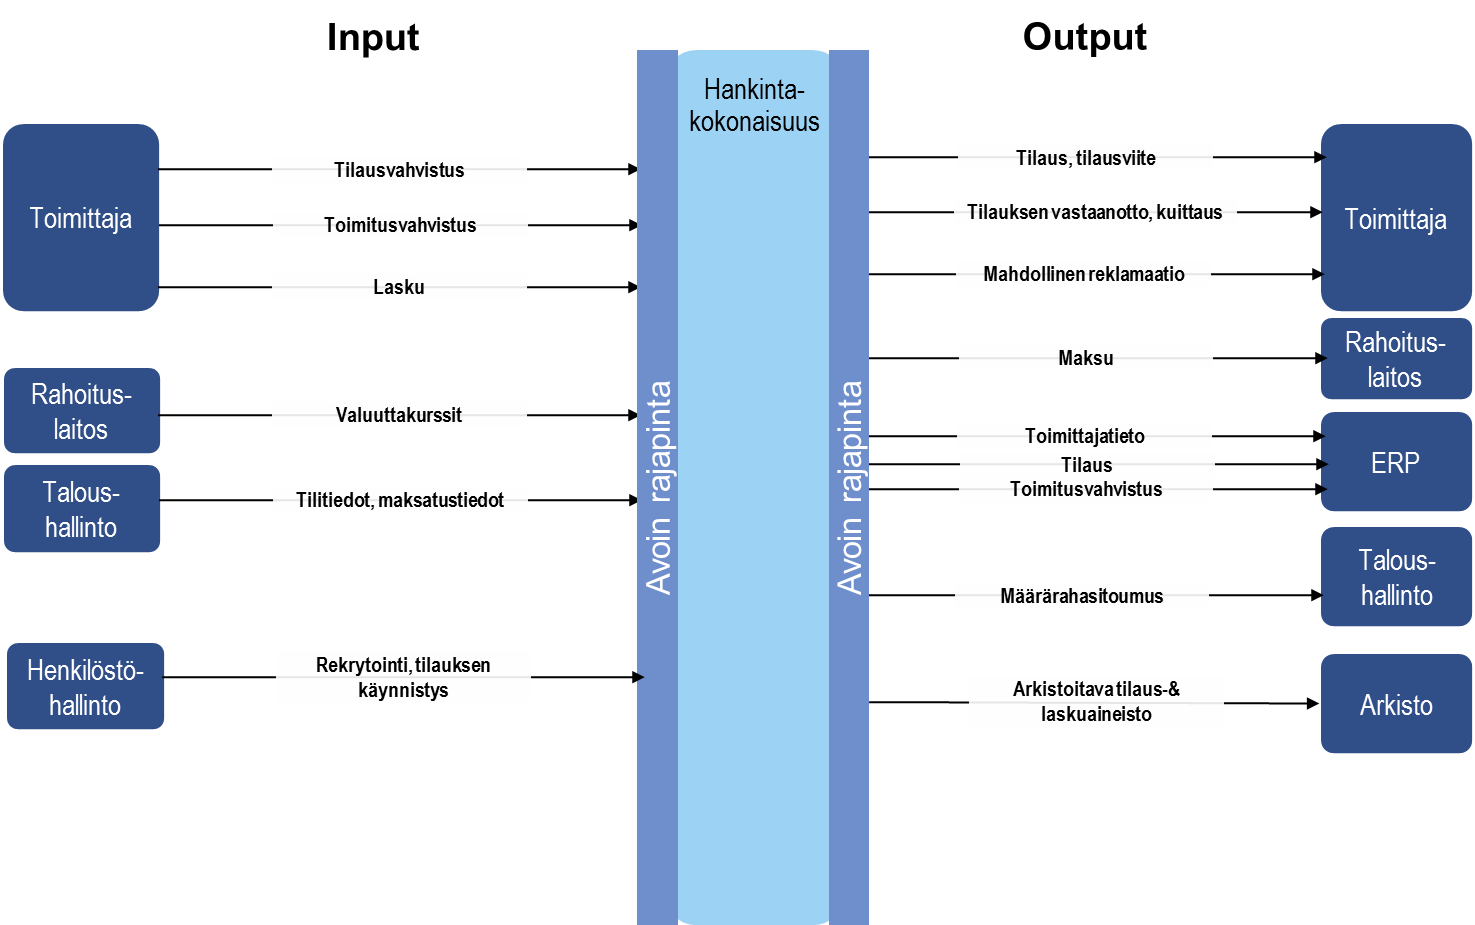 Input
Output
Hankinta-
kokonaisuus
Toimittaja
Tilausvahvistus
Toimitusvahvistus
Lasku
Rahoitus-
laitos
Valuuttakurssit
Talous-
hallinto
Tilitiedot, maksatustiedot
Henkilöstö-
hallinto
Rekrytointi, tilauksen
käynnistys
Avoin rajapinta
Avoin rajapinta
Tilaus, tilausviite
Tilauksen vastaanotto, kuittaus
Mahdollinen reklamaatio
Toimittaja
Maksu
Rahoitus-
laitos
Toimittajatieto
Tilaus
Toimitusvahvistus
ERP
Määrärahasitoumus
Talous-
hallinto
Arkistoitava tilaus-&
laskuaineisto
Arkisto